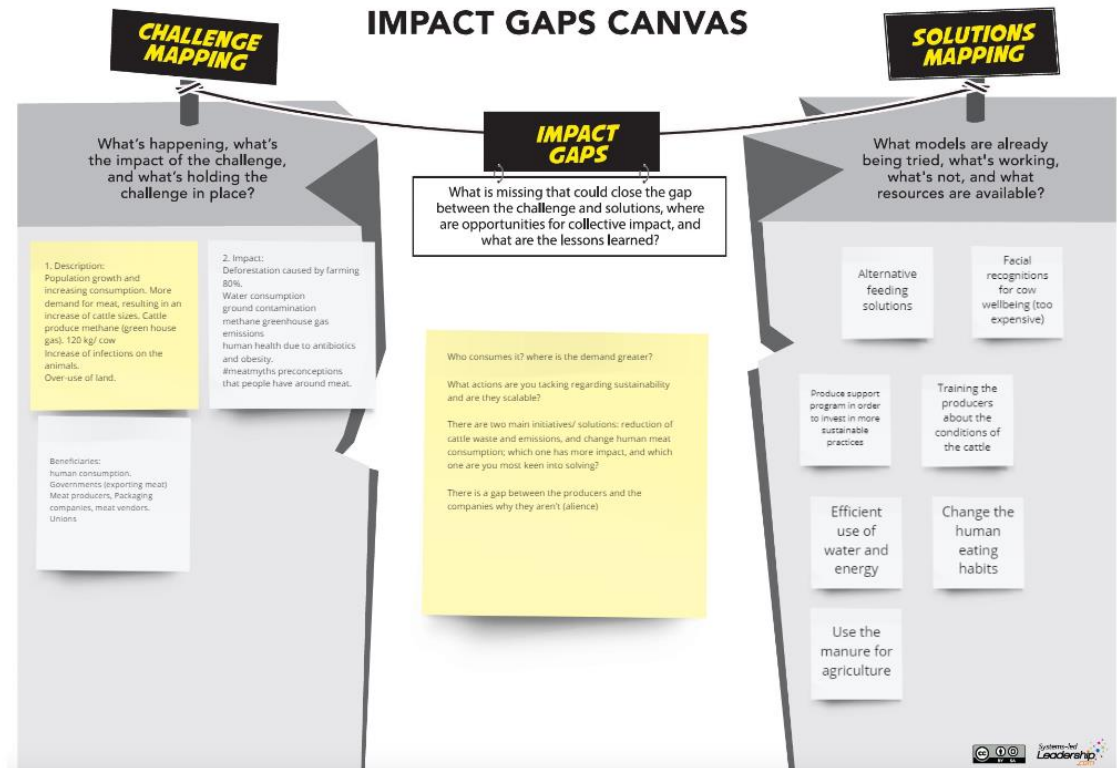 IMPACT GAPS CANVAS
CHALLENGE
MAPPING
What's happening, what's
the impact of the challenge,
and what's holding the
challenge in place?
1. Description:
Population growth and
increasing consumption. More
demand for meat, resulting in an
increase of cattle sizes. Cattle
produce methane (green house
gas). 120 kg/ cow
Increase of infections on the
animals.
Over-use of land.
2. Impact:
Deforestation caused by farming
80%.
Water consumption
ground contamination
methane greenhouse gas
emissions
human health due to antibiotics
and obesity.
#meatmyths preconceptions
that people have around meat.
Beneficiaries:
human consumption.
Governments (exporting meat)
Meat producers, Packaging
companies, meat vendors.
Unions
IMPACT
GAPS
What is missing that could close the gap
between the challenge and solutions, where
are opportunities for collective impact, and
what are the lessons learned?
Who consumes it? where is the demand greater?
What actions are you tacking regarding sustainability
and are they scalable?
There are two main initiatives/ solutions: reduction of
cattle waste and emissions, and change human meat
consumption; which one has more impact, and which
one are you most keen into solving?
There is a gap between the producers and the
companies why they aren't (alience)
SOLUTIONS
MAPPING
What models are already
being tried, what's working,
what's not, and what
resources are available?
Alternative
feeding
solutions
Facial
recognitions
for cow
wellbeing (too
expensive)
Produce support
program in order
to invest in more
sustainable
practices
Training the
producers
about the
conditions of
the cattle
Efficient
use of
water and
energy
Change the
human
eating
habits
Use the
manure for
agriculture
cc
BY SA
Systems-led
Leadership
.com